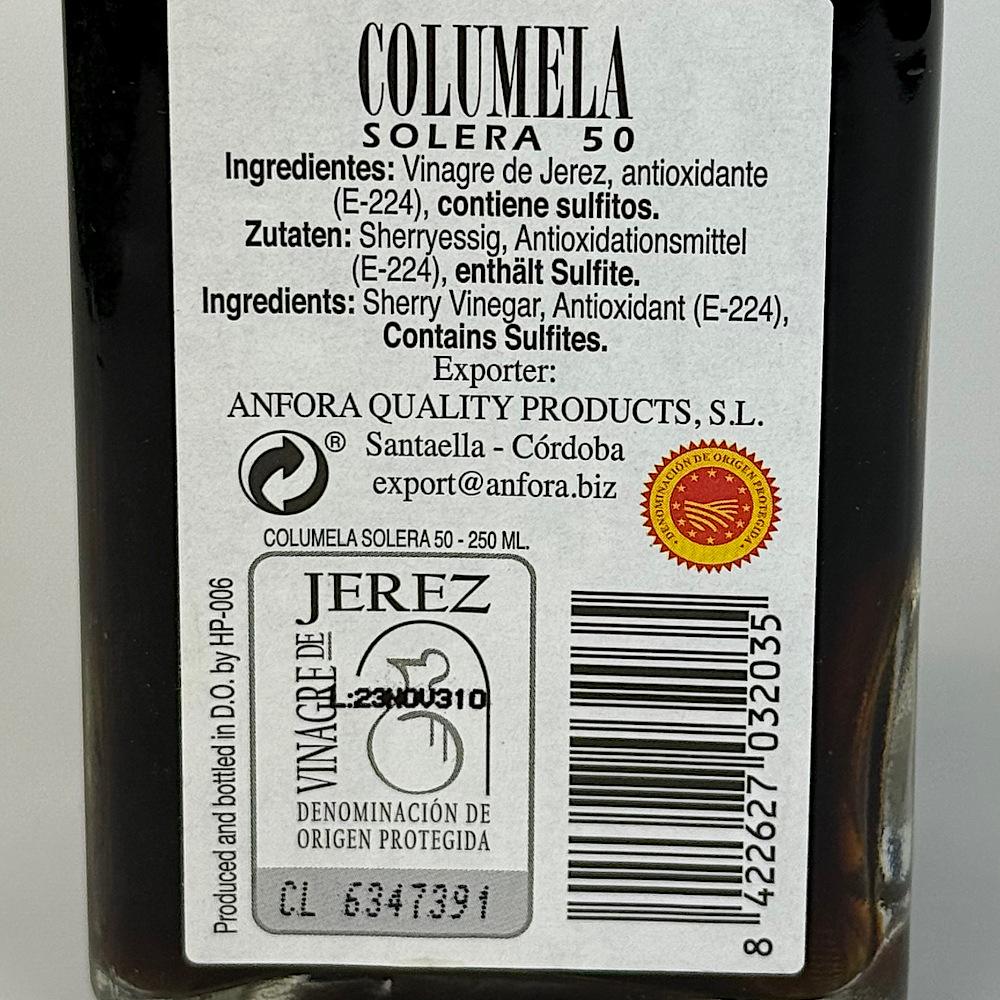 COLUMELA
SOLERA 50
Ingredientes: Vinagre de Jerez, antioxidante
(E-224), contiene sulfitos.
Zutaten: Sherryessig, Antioxidationsmittel
(E-224), enthält Sulfite.
Ingredients: Sherry Vinegar, Antioxidant (E-224),
Contains Sulfites.
Exporter:
ANFORA QUALITY PRODUCTS, S.L.
® Santaella - Córdoba
export@anfora.biz
DENOMINACIÓN DE ORIGEN PROTEGIDA
COLUMELA SOLERA 50 - 250 ML.
Produced and bottled in D.O. by HP-006
JEREZ
VINAGRE DE
L:23NOV310
DENOMINACIÓN DE
ORIGEN PROTEGIDA
CL 6347391
8 422627 032035